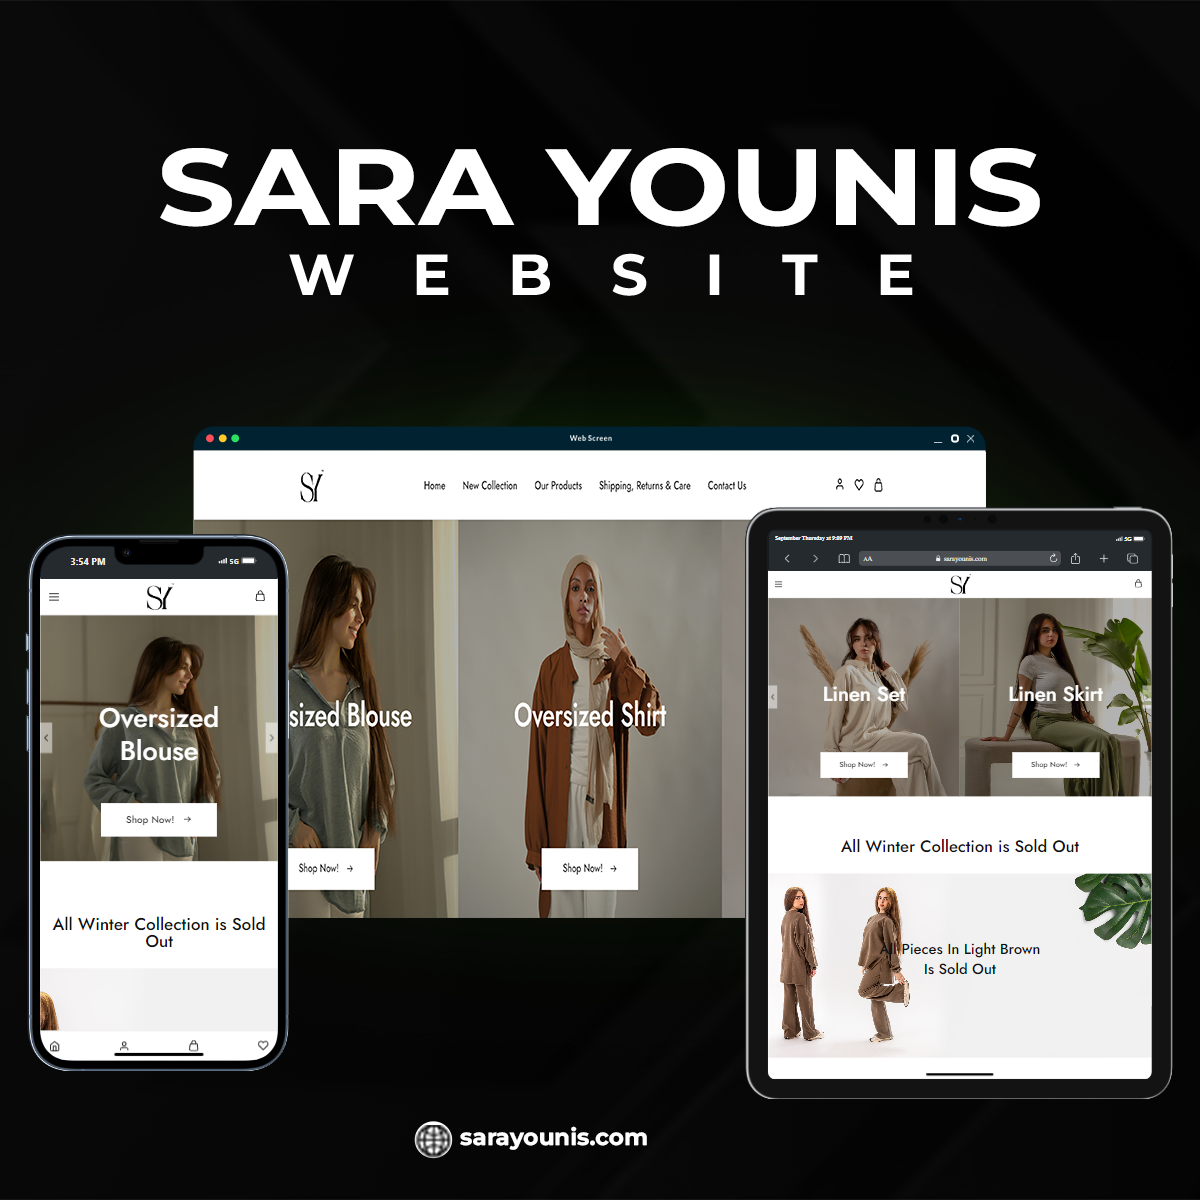 SARA YOUNIS
WEBSITE
Web Screen
SY
Home New Collection Our Products Shipping, Returns & Care Contact Us
sized Blouse
Shop Now! →
Oversized Shirt
Shop Now! →
3:54 PM
5G
SY
Oversized
Blouse
Shop Now! →
All Winter Collection is Sold
Out
September Thursday at 9:09 PM
5G
AA
sarayounis.com
SY
Linen Set
Shop Now! →
Linen Skirt
Shop Now! →
All Winter Collection is Sold Out
All Pieces In Light Brown
Is Sold Out
sarayounis.com